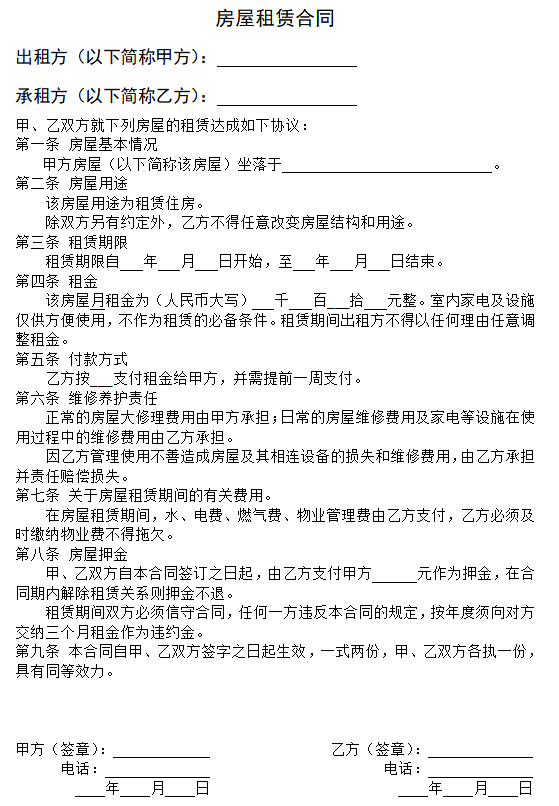 房屋租赁合同
出租方（以下简称甲方）：______________
承租方（以下简称乙方）：______________
甲、乙双方就下列房屋的租赁达成如下协议：
第一条 房屋基本情况
甲方房屋（以下简称该房屋）坐落于____________________________。
第二条 房屋用途
该房屋用途为租赁住房。
除双方另有约定外，乙方不得任意改变房屋结构和用途。
第三条 租赁期限
租赁期限自___年___月___日开始，至___年___月___日结束。
第四条 租金
该房屋月租金为（人民币大写）___千___百___拾___元整。室内家电及设施
仅供方便使用，不作为租赁的必备条件。租赁期间出租方不得以任何理由任意调
整租金。
第五条 付款方式
乙方按___支付租金给甲方，并需提前一周支付。
第六条 维修养护责任
正常的房屋大修理费用由甲方承担；日常的房屋维修费用及家电等设施在使
用过程中的维修费用由乙方承担。
因乙方管理使用不善造成房屋及其相连设备的损失和维修费用，由乙方承担
并责任赔偿损失。
第七条 关于房屋租赁期间的有关费用。
在房屋租赁期间，水、电费、燃气费、物业管理费由乙方支付，乙方必须及
时缴纳物业费不得拖欠。
第八条 房屋押金
甲、乙双方自本合同签订之日起，由乙方支付甲方______元作为押金，在合
同期内解除租赁关系则押金不退。
租赁期间双方必须信守合同，任何一方违反本合同的规定，按年度须向对方
交纳三个月租金作为违约金。
第九条 本合同自甲、乙双方签字之日起生效，一式两份，甲、乙双方各执一份，
具有同等效力。
甲方（签章）：_____________ 乙方（签章）：______________
电话：______________ 电话：______________
____年____月____日 ____年____月____日